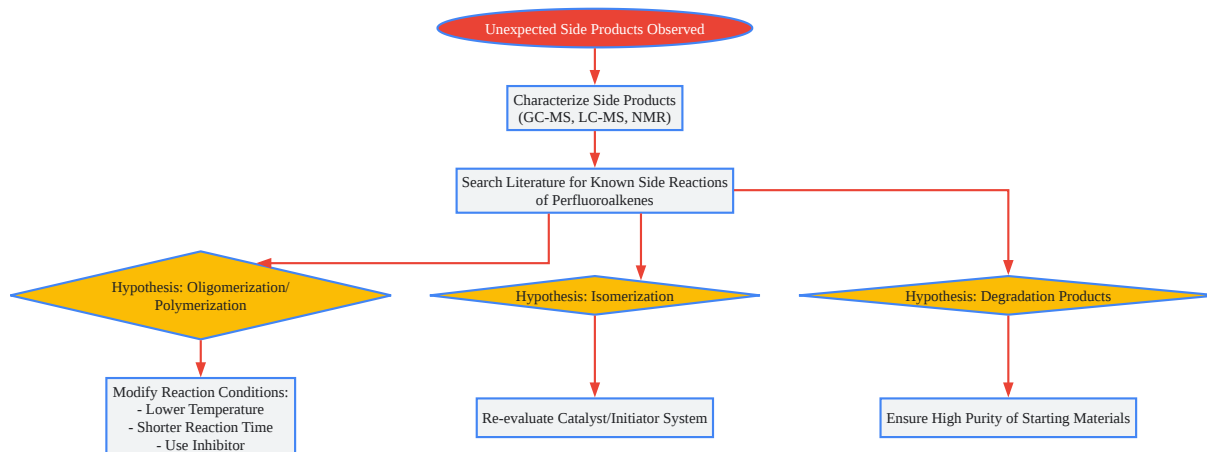 Unexpected Side Products Observed
Characterize Side Products
(GC-MS, LC-MS, NMR)
Search Literature for Known Side Reactions
of Perfluoroalkenes
Hypothesis: Oligomerization/
Polymerization
Hypothesis: Isomerization
Hypothesis: Degradation Products
Modify Reaction Conditions:
- Lower Temperature
- Shorter Reaction Time
- Use Inhibitor
Re-evaluate Catalyst/Initiator System
Ensure High Purity of Starting Materials